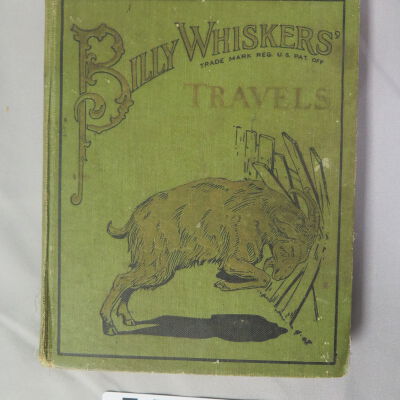 BILLY WHISKERS'
TRADE MARK REG. U.S. PAT. OFF
TRAVELS